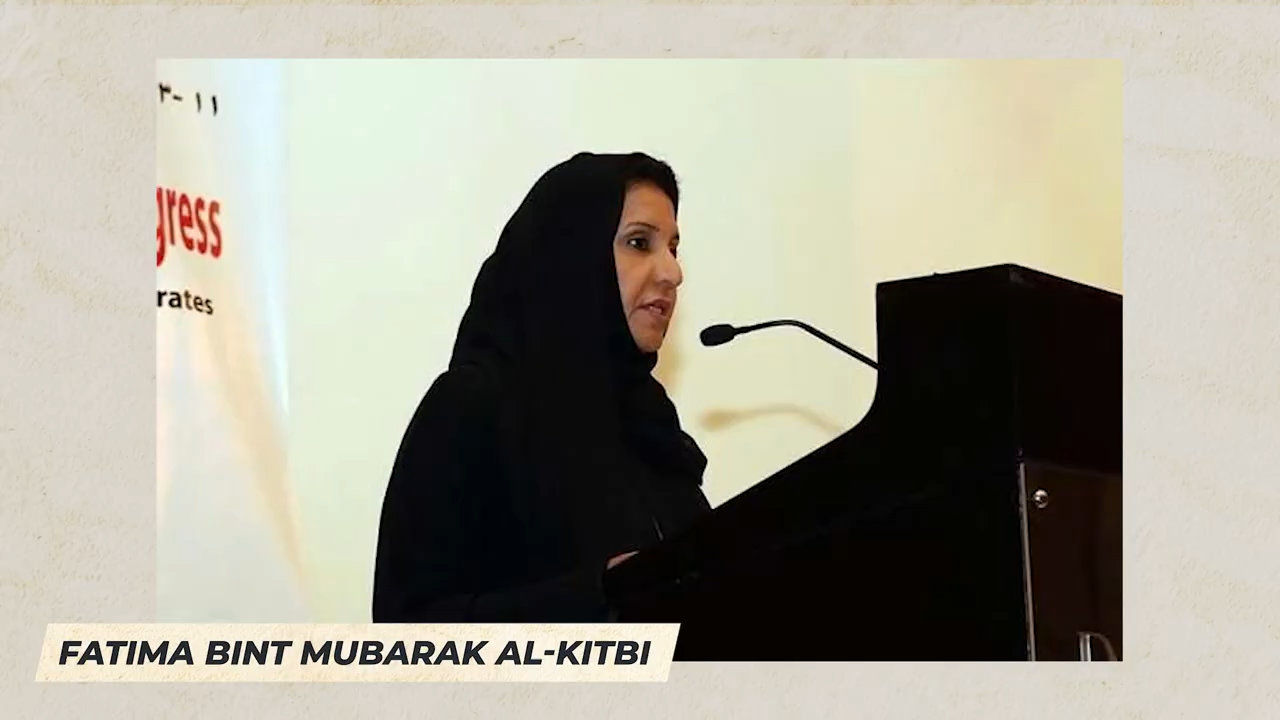 ١١ -٣
gress
rates
FATIMA BINT MUBARAK AL-KITBI